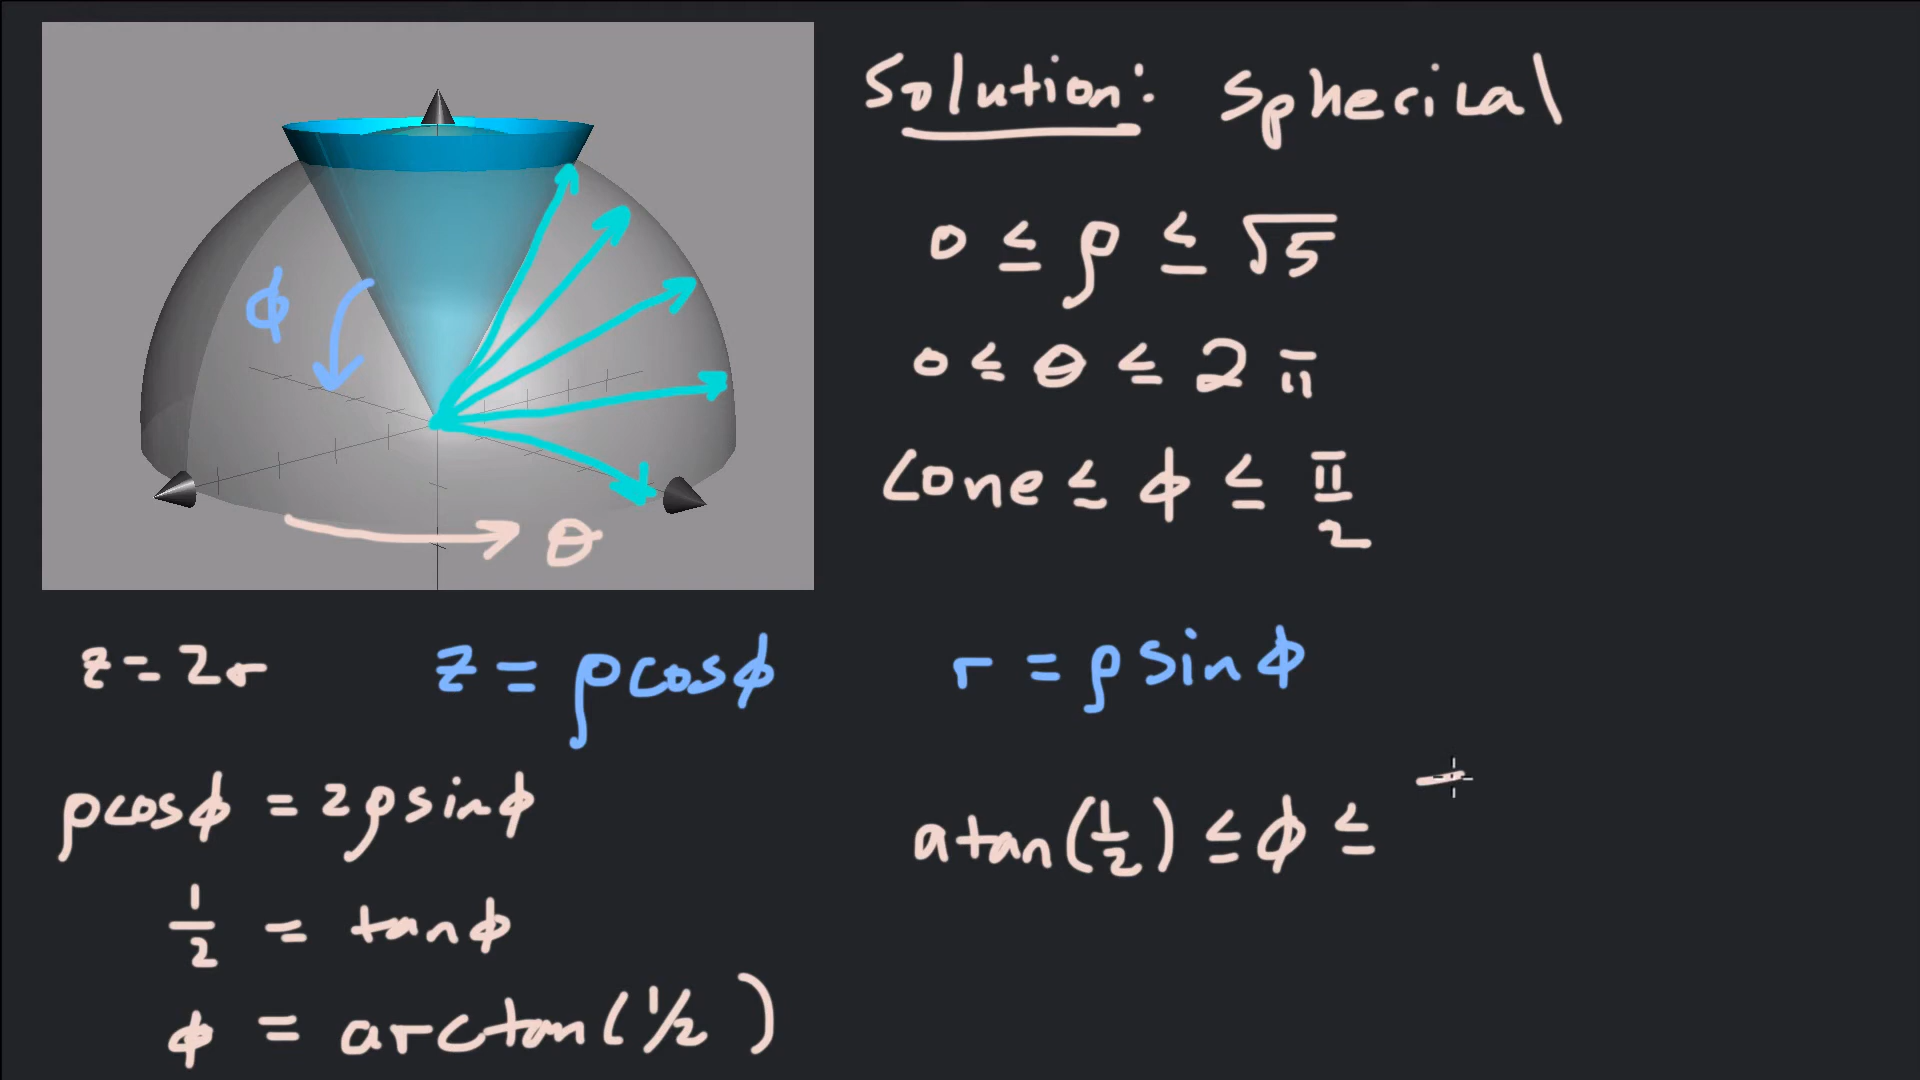 Solution: Spherical
0 ≤ ρ ≤ √5
0 ≤ θ ≤ 2π
Cone ≤ ϕ ≤ π/2
ϕ
θ
z = 2r
z = ρcosϕ
r = ρsinϕ
ρcosϕ = 2ρsinϕ
atan(1/2) ≤ ϕ ≤
1/2 = tanϕ
ϕ = arctan(1/2)